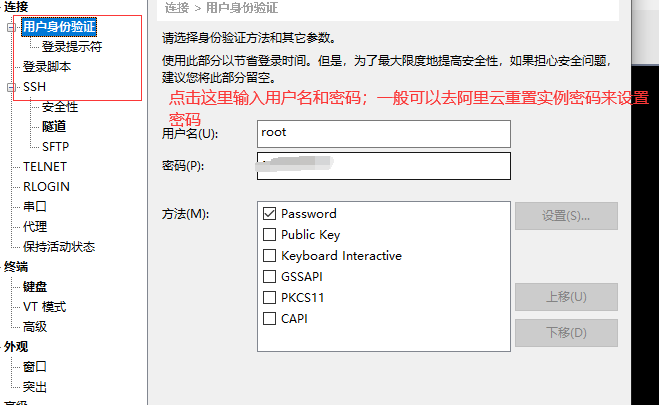 连接
用户身份验证
登录提示符
登录脚本
SSH
安全性
隧道
SFTP
TELNET
RLOGIN
串口
代理
保持活动状态
终端
键盘
VT 模式
高级
外观
窗口
突出
高级
连接 > 用户身份验证
请选择身份验证方法和其它参数。
使用此部分以节省登录时间。但是，为了最大限度地提高安全性，如果担心安全问题，
建议您将此部分留空。
点击这里输入用户名和密码；一般可以去阿里云重置实例密码来设置
密码
用户名(U):
root
密码(P):
方法(M):
Password
Public Key
Keyboard Interactive
GSSAPI
PKCS11
CAPI
设置(S)...
上移(U)
下移(D)